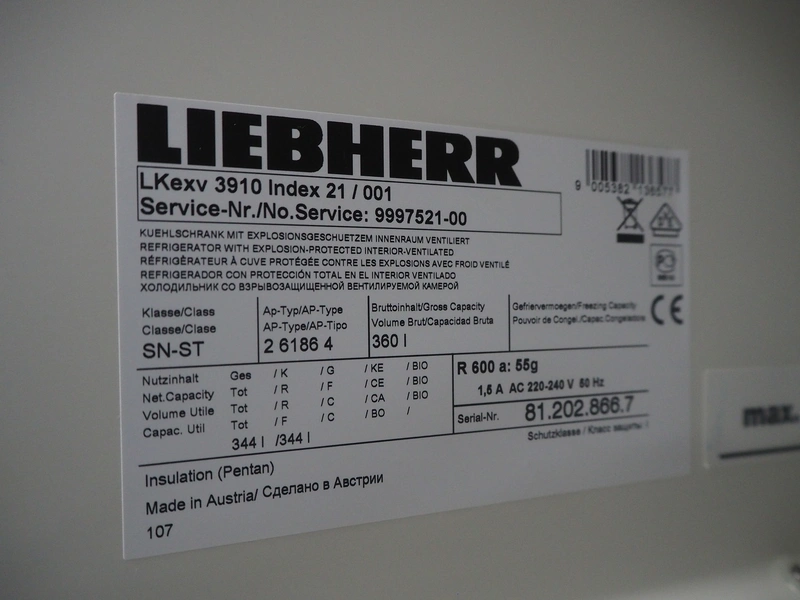 LIEBHERR
LKexv 3910 Index 21 / 001
Service-Nr./No.Service: 9997521-00
9 005382
KUEHLSCHRANK MIT EXPLOSIONSGESCHUETZEM INNENRAUM VENTILIERT
REFRIGERATOR WITH EXPLOSION-PROTECTED INTERIOR-VENTILATED
RÉFRIGÉRATEUR À CUVE PROTÉGÉE CONTRE LES EXPLOSIONS AVEC FROID VENTILÉ
REFRIGERADOR CON PROTECCIÓN TOTAL EN EL INTERIOR VENTILADO
ХОЛОДИЛЬНИК СО ВЗРЫВОЗАЩИЩЕННОЙ ВЕНТИЛИРУЕМОЙ КАМЕРОЙ
CE
Klasse/Class
Classe/Clase
SN-ST
Ap-Typ/AP-Type
AP-Type/AP-Tipo
2 6186 4
Bruttoinhalt/Gross Capacity
Volume Brut/Capacidad Bruta
360 l
Gefriervermoegen/Freezing Capacity
Pouvoir de Congel./Capac.Congeladora
Nutzinhalt Ges / K / G / KE / BIO
Net.Capacity Tot / R / F / CE / BIO
Volume Utile Tot / R / C / CA / BIO
Capac. Util Tot / F / C / BO /
344 l /344 l
R 600 a: 55g
1,5 A AC 220-240 V 50 Hz
Serial-Nr. 81.202.866.7
Schutzklasse / Класс защиты I
Insulation (Pentan)
Made in Austria/ Сделано в Австрии
107
max.